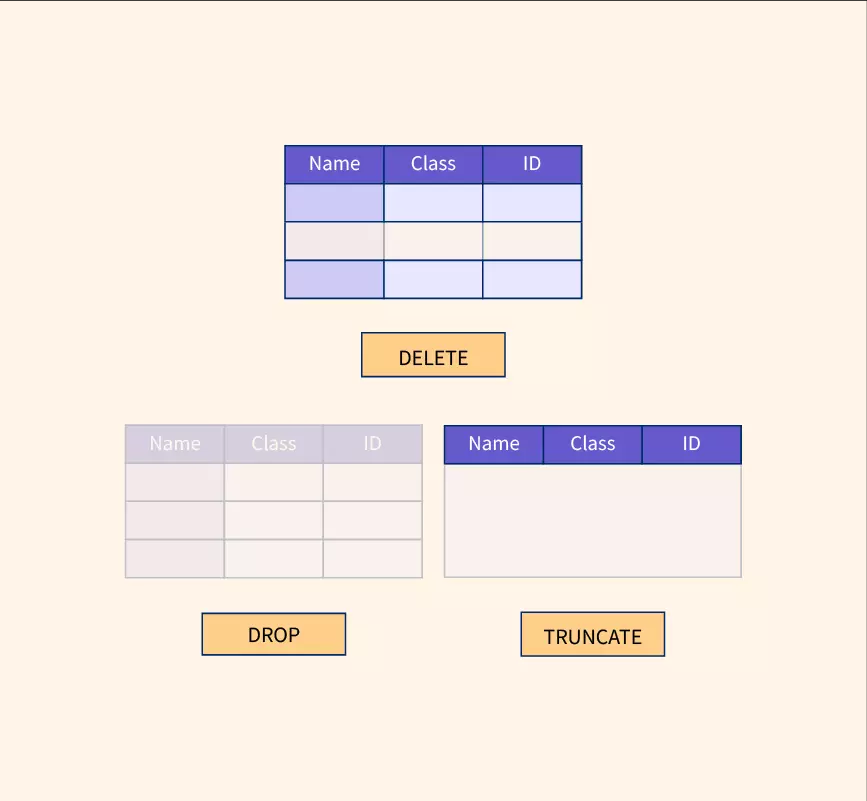 Name Class ID
DELETE
Name Class ID
Name Class ID
DROP
TRUNCATE